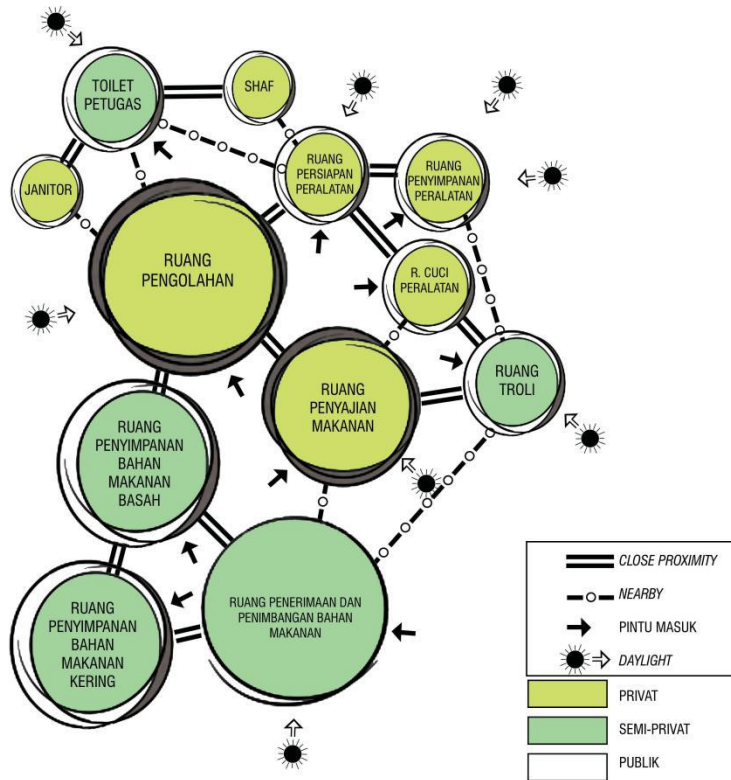 TOILET
PETUGAS
SHAF
JANITOR
RUANG
PERSIAPAN
PERALATAN
RUANG
PENYIMPANAN
PERALATAN
RUANG
PENGOLAHAN
R. CUCI
PERALATAN
RUANG
TROLI
RUANG
PENYAJIAN
MAKANAN
RUANG
PENYIMPANAN
BAHAN
MAKANAN
BASAH
RUANG PENERIMAAN DAN
PENIMBANGAN BAHAN
MAKANAN
RUANG
PENYIMPANAN
BAHAN
MAKANAN
KERING
CLOSE PROXIMITY
NEARBY
PINTU MASUK
DAYLIGHT
PRIVAT
SEMI-PRIVAT
PUBLIK